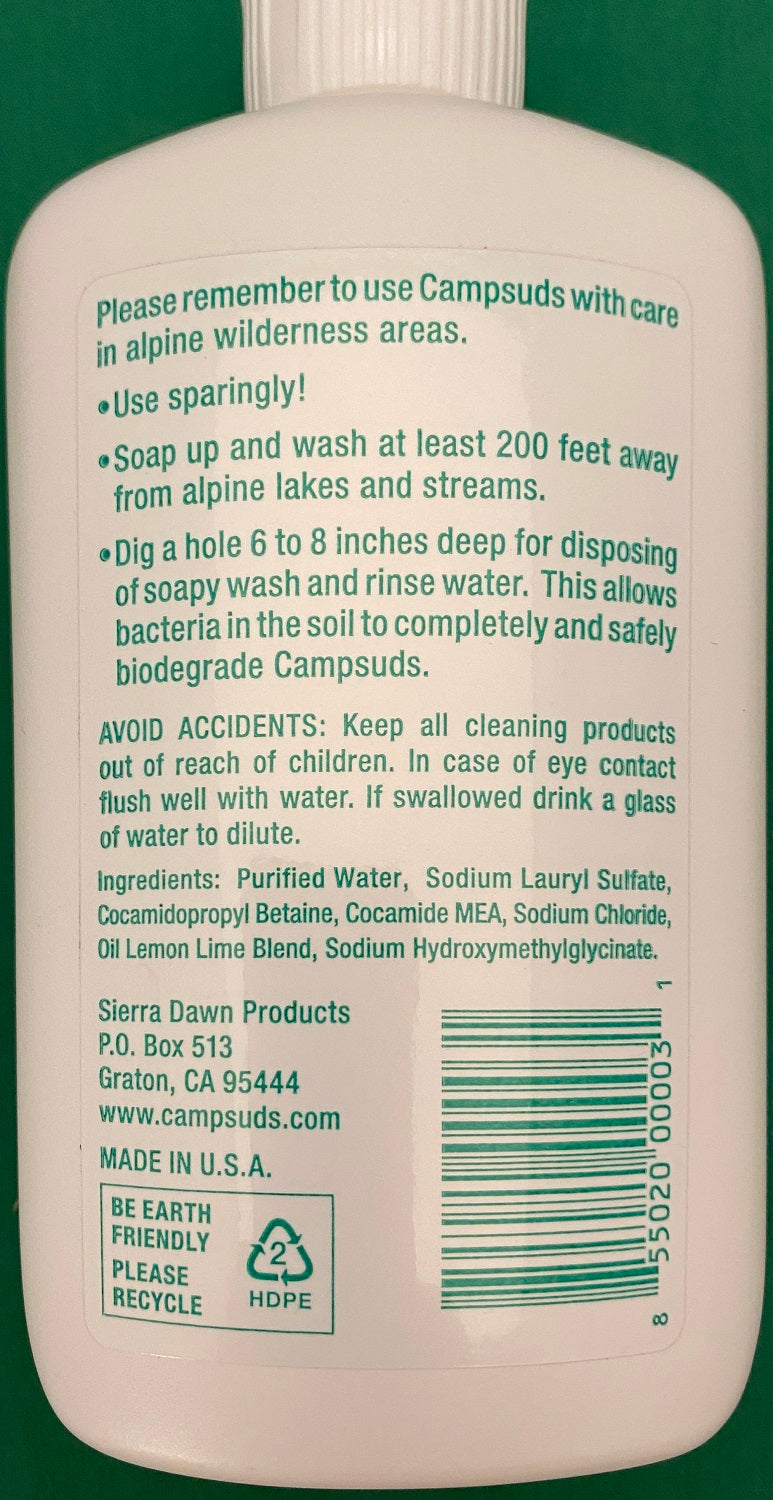 Please remember to use Campsuds with care
in alpine wilderness areas.
•Use sparingly!
•Soap up and wash at least 200 feet away
from alpine lakes and streams.
•Dig a hole 6 to 8 inches deep for disposing
of soapy wash and rinse water. This allows
bacteria in the soil to completely and safely
biodegrade Campsuds.
AVOID ACCIDENTS: Keep all cleaning products
out of reach of children. In case of eye contact
flush well with water. If swallowed drink a glass
of water to dilute.
Ingredients: Purified Water, Sodium Lauryl Sulfate,
Cocamidopropyl Betaine, Cocamide MEA, Sodium Chloride,
Oil Lemon Lime Blend, Sodium Hydroxymethylglycinate.
Sierra Dawn Products
P.O. Box 513
Graton, CA 95444
www.campsuds.com
MADE IN U.S.A.
BE EARTH
FRIENDLY
PLEASE
RECYCLE
2
HDPE
8 55020 00003 1